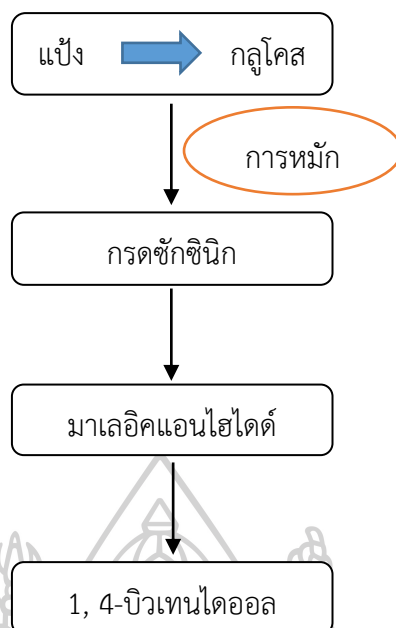 แป้ง กลูโคส
การหมัก
กรดซักซินิก
มาเลอิคแอนไฮไดด์
1, 4-บิวเทนไดออล